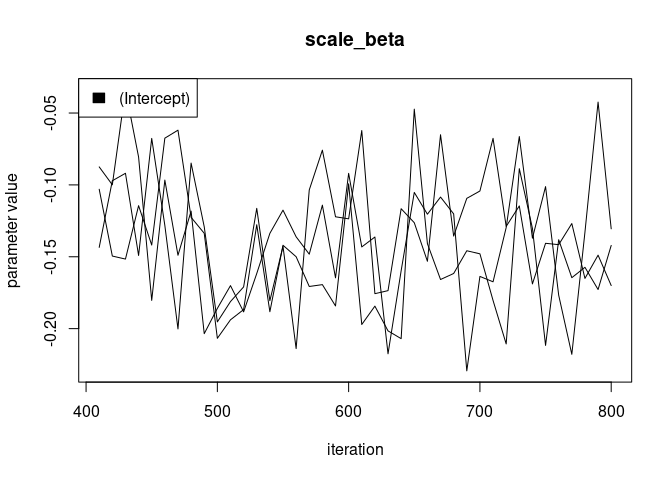 scale_beta
(Intercept)
parameter value
-0.05
-0.10
-0.15
-0.20
400 500 600 700 800
iteration